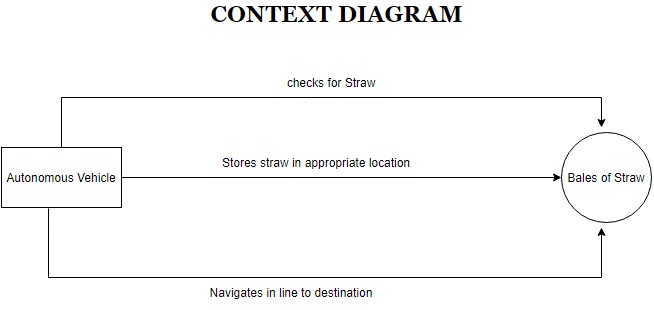 CONTEXT DIAGRAM
checks for Straw
Stores straw in appropriate location
Autonomous Vehicle
Bales of Straw
Navigates in line to destination